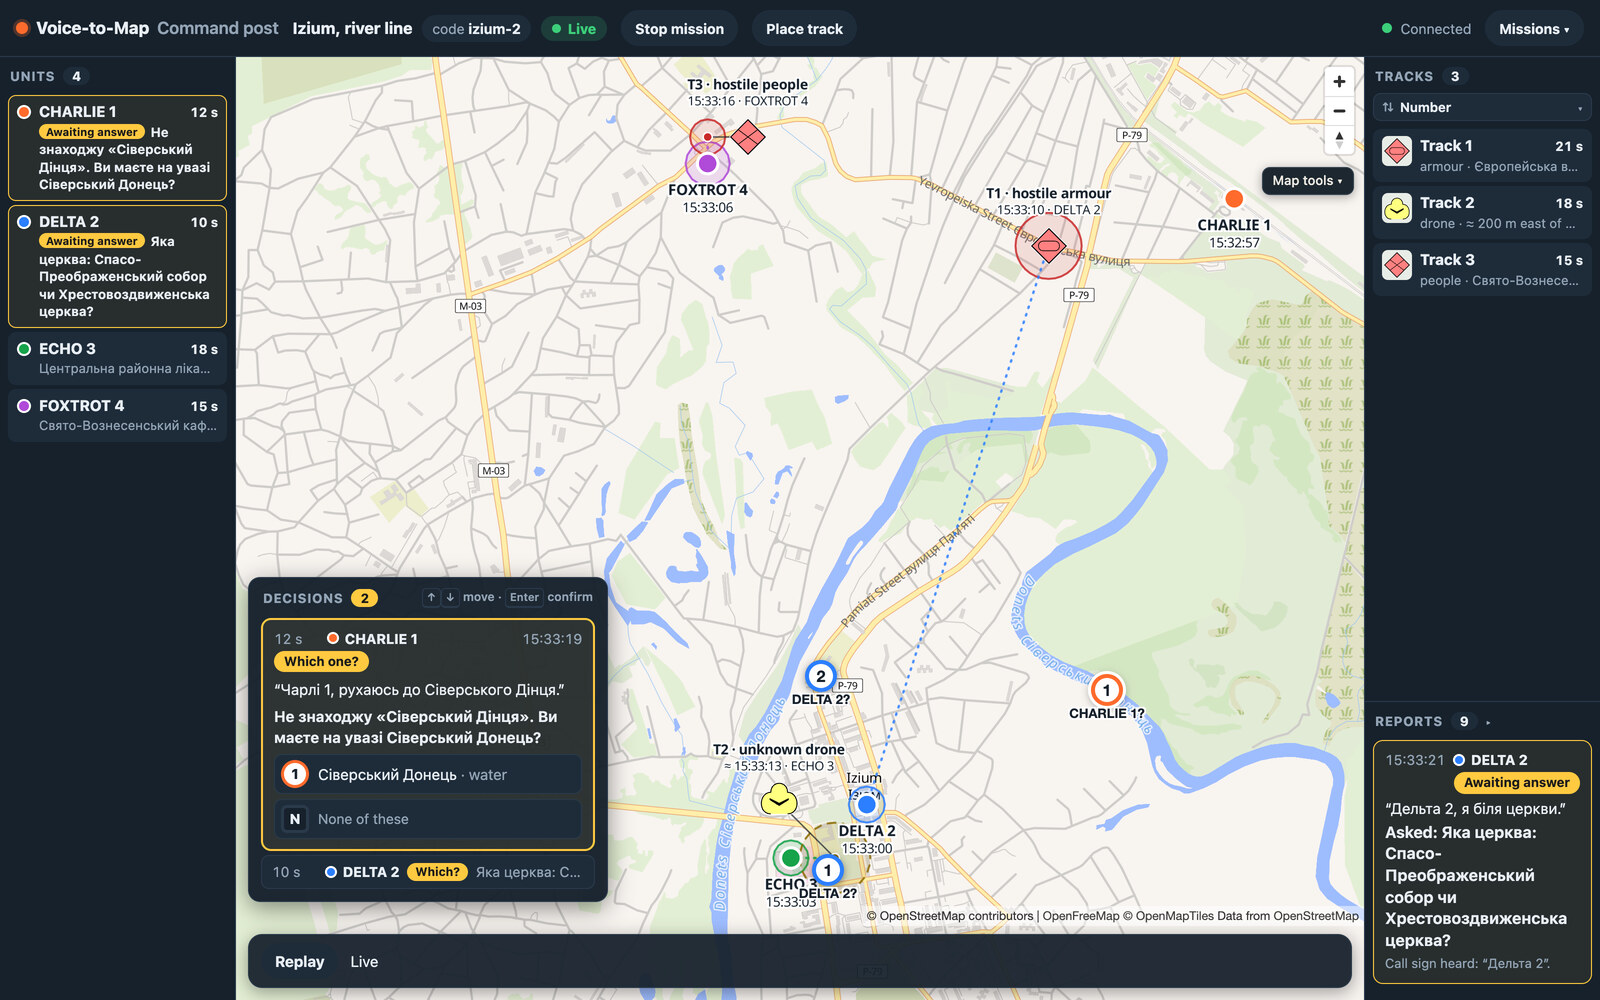 Voice-to-Map Command post Izium, river line code izium-2 Live Stop mission Place track Connected Missions
UNITS 4
CHARLIE 1 12 s
Awaiting answer Не
знаходжу «Сіверський
Дінця». Ви маєте на увазі
Сіверський Донець?
DELTA 2 10 s
Awaiting answer Яка
церква: Спасо-
Преображенський собор
чи Хрестовоздвиженська
церква?
ECHO 3 18 s
Центральна районна ліка...
FOXTROT 4 15 s
Свято-Вознесенський каф...
T3 · hostile people
15:33:16 · FOXTROT 4
FOXTROT 4
15:33:06
P-79
+
−
Map tools
Yevropeiska Street Європейська вулиця
T1 · hostile armour
15:33:10 · DELTA 2
CHARLIE 1
15:32:57
P-79
M-03
M-03
Pamiati Street вулиця Пам'яті
2
DELTA 2?
P-79
Donets Сіверський Донець
1
CHARLIE 1?
T2 · unknown drone
≈ 15:33:13 · ECHO 3
Izium
Ізюм
DELTA 2
15:33:00
Donets Сіверський Донець
ECHO 3
15:33:03
1
DELTA 2?
© OpenStreetMap contributors | OpenFreeMap © OpenMapTiles Data from OpenStreetMap
P-79
DECISIONS 2 ↑ ↓ move · Enter confirm
12 s CHARLIE 1 15:33:19
Which one?
“Чарлі 1, рухаюсь до Сіверського Дінця.”
Не знаходжу «Сіверський Дінця». Ви
маєте на увазі Сіверський Донець?
1 Сіверський Донець · water
N None of these
10 s DELTA 2 Which? Яка церква: С...
Replay Live
TRACKS 3
Number
Track 1 21 s
armour · Європейська в...
Track 2 18 s
drone · ≈ 200 m east of ...
Track 3 15 s
people · Свято-Вознесе...
REPORTS 9
15:33:21 DELTA 2
Awaiting answer
“Дельта 2, я біля церкви.”
Asked: Яка церква:
Спасо-
Преображенський
собор чи
Хрестовоздвиженська
церква?
Call sign heard: “Дельта 2”.